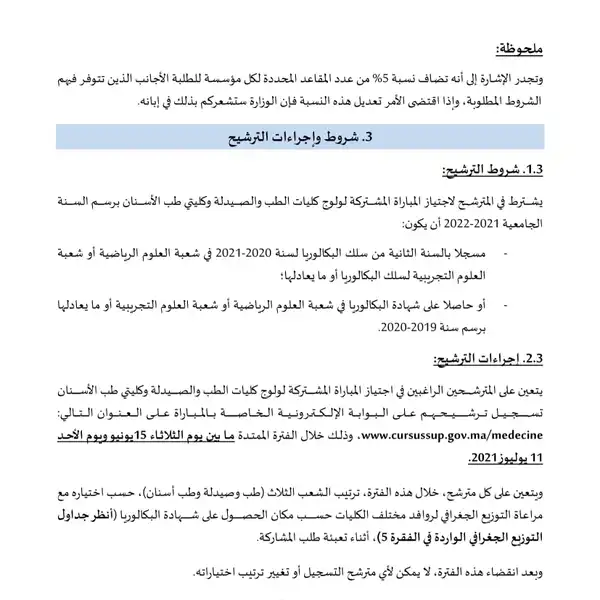 ملحوظة:
وتجدر الإشارة إلى أنه تضاف نسبة 5% من عدد المقاعد المحددة لكل مؤسسة للطلبة الأجانب الذين تتوفر فيهم
الشروط المطلوبة، وإذا اقتضى الأمر تعديل هذه النسبة فإن الوزارة ستشعركم بذلك في إبانه.
3. شروط وإجراءات الترشيح
1.3. شروط الترشيح:
يشترط في المترشح لاجتياز المباراة المشتركة لولوج كليات الطب والصيدلة وكليتي طب الأسنان برسم السنة
الجامعية 2021-2022 أن يكون:
- مسجلا بالسنة الثانية من سلك البكالوريا لسنة 2020-2021 في شعبة العلوم الرياضية أو شعبة
العلوم التجريبية لسلك البكالوريا أو ما يعادلها؛
- أو حاصلا على شهادة البكالوريا في شعبة العلوم الرياضية أو شعبة العلوم التجريبية أو ما يعادلها
برسم سنة 2019-2020.
2.3. إجراءات الترشيح:
يتعين على المترشحين الراغبين في اجتياز المباراة المشتركة لولوج كليات الطب والصيدلة وكليتي طب الأسنان
تسجيل ترشيحهم على البوابة الإلكترونية الخاصة بالمباراة على العنوان التالي:
www.cursussup.gov.ma/medecine، وذلك خلال الفترة الممتدة ما بين يوم الثلاثاء 15يونيو ويوم الأحد
11 يوليوز2021.
ويتعين على كل مترشح، خلال هذه الفترة، ترتيب الشعب الثلاث (طب وصيدلة وطب أسنان)، حسب اختياره مع
مراعاة التوزيع الجغرافي لروافد مختلف الكليات حسب مكان الحصول على شهادة البكالوريا (أنظر جداول
التوزيع الجغرافي الواردة في الفقرة 5)، أثناء تعبئة طلب المشاركة.
وبعد انقضاء هذه الفترة، لا يمكن لأي مترشح التسجيل أو تغيير ترتيب اختياراته.